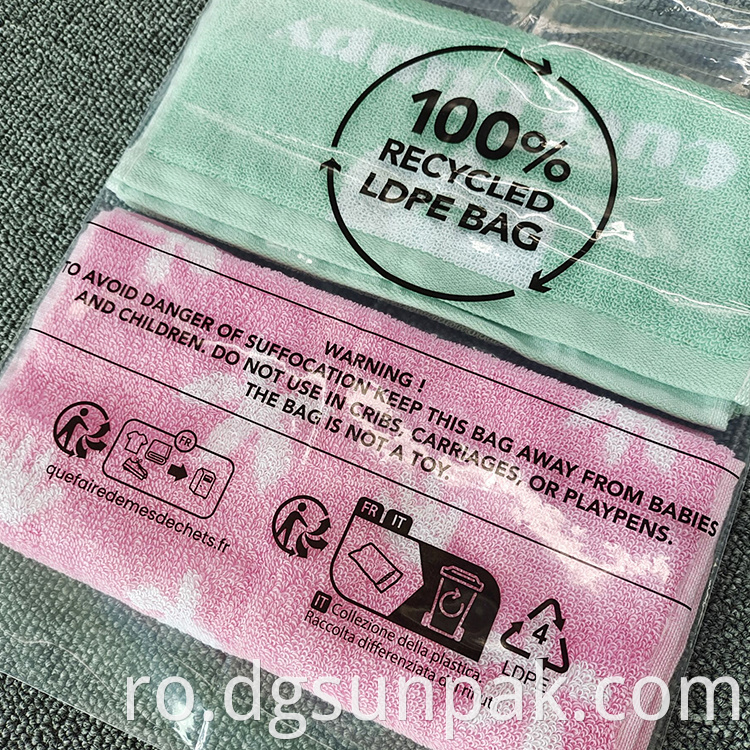 100%
RECYCLED
LDPE BAG
WARNING !
TO AVOID DANGER OF SUFFOCATION KEEP THIS BAG AWAY FROM BABIES
AND CHILDREN. DO NOT USE IN CRIBS, CARRIAGES, OR PLAYPENS.
THE BAG IS NOT A TOY.
FR
quefairedemesdechets.fr
FR IT
IT Collezione della plastica.
Raccolta differenziata
4
LDPE
ro.dgsunpak.com